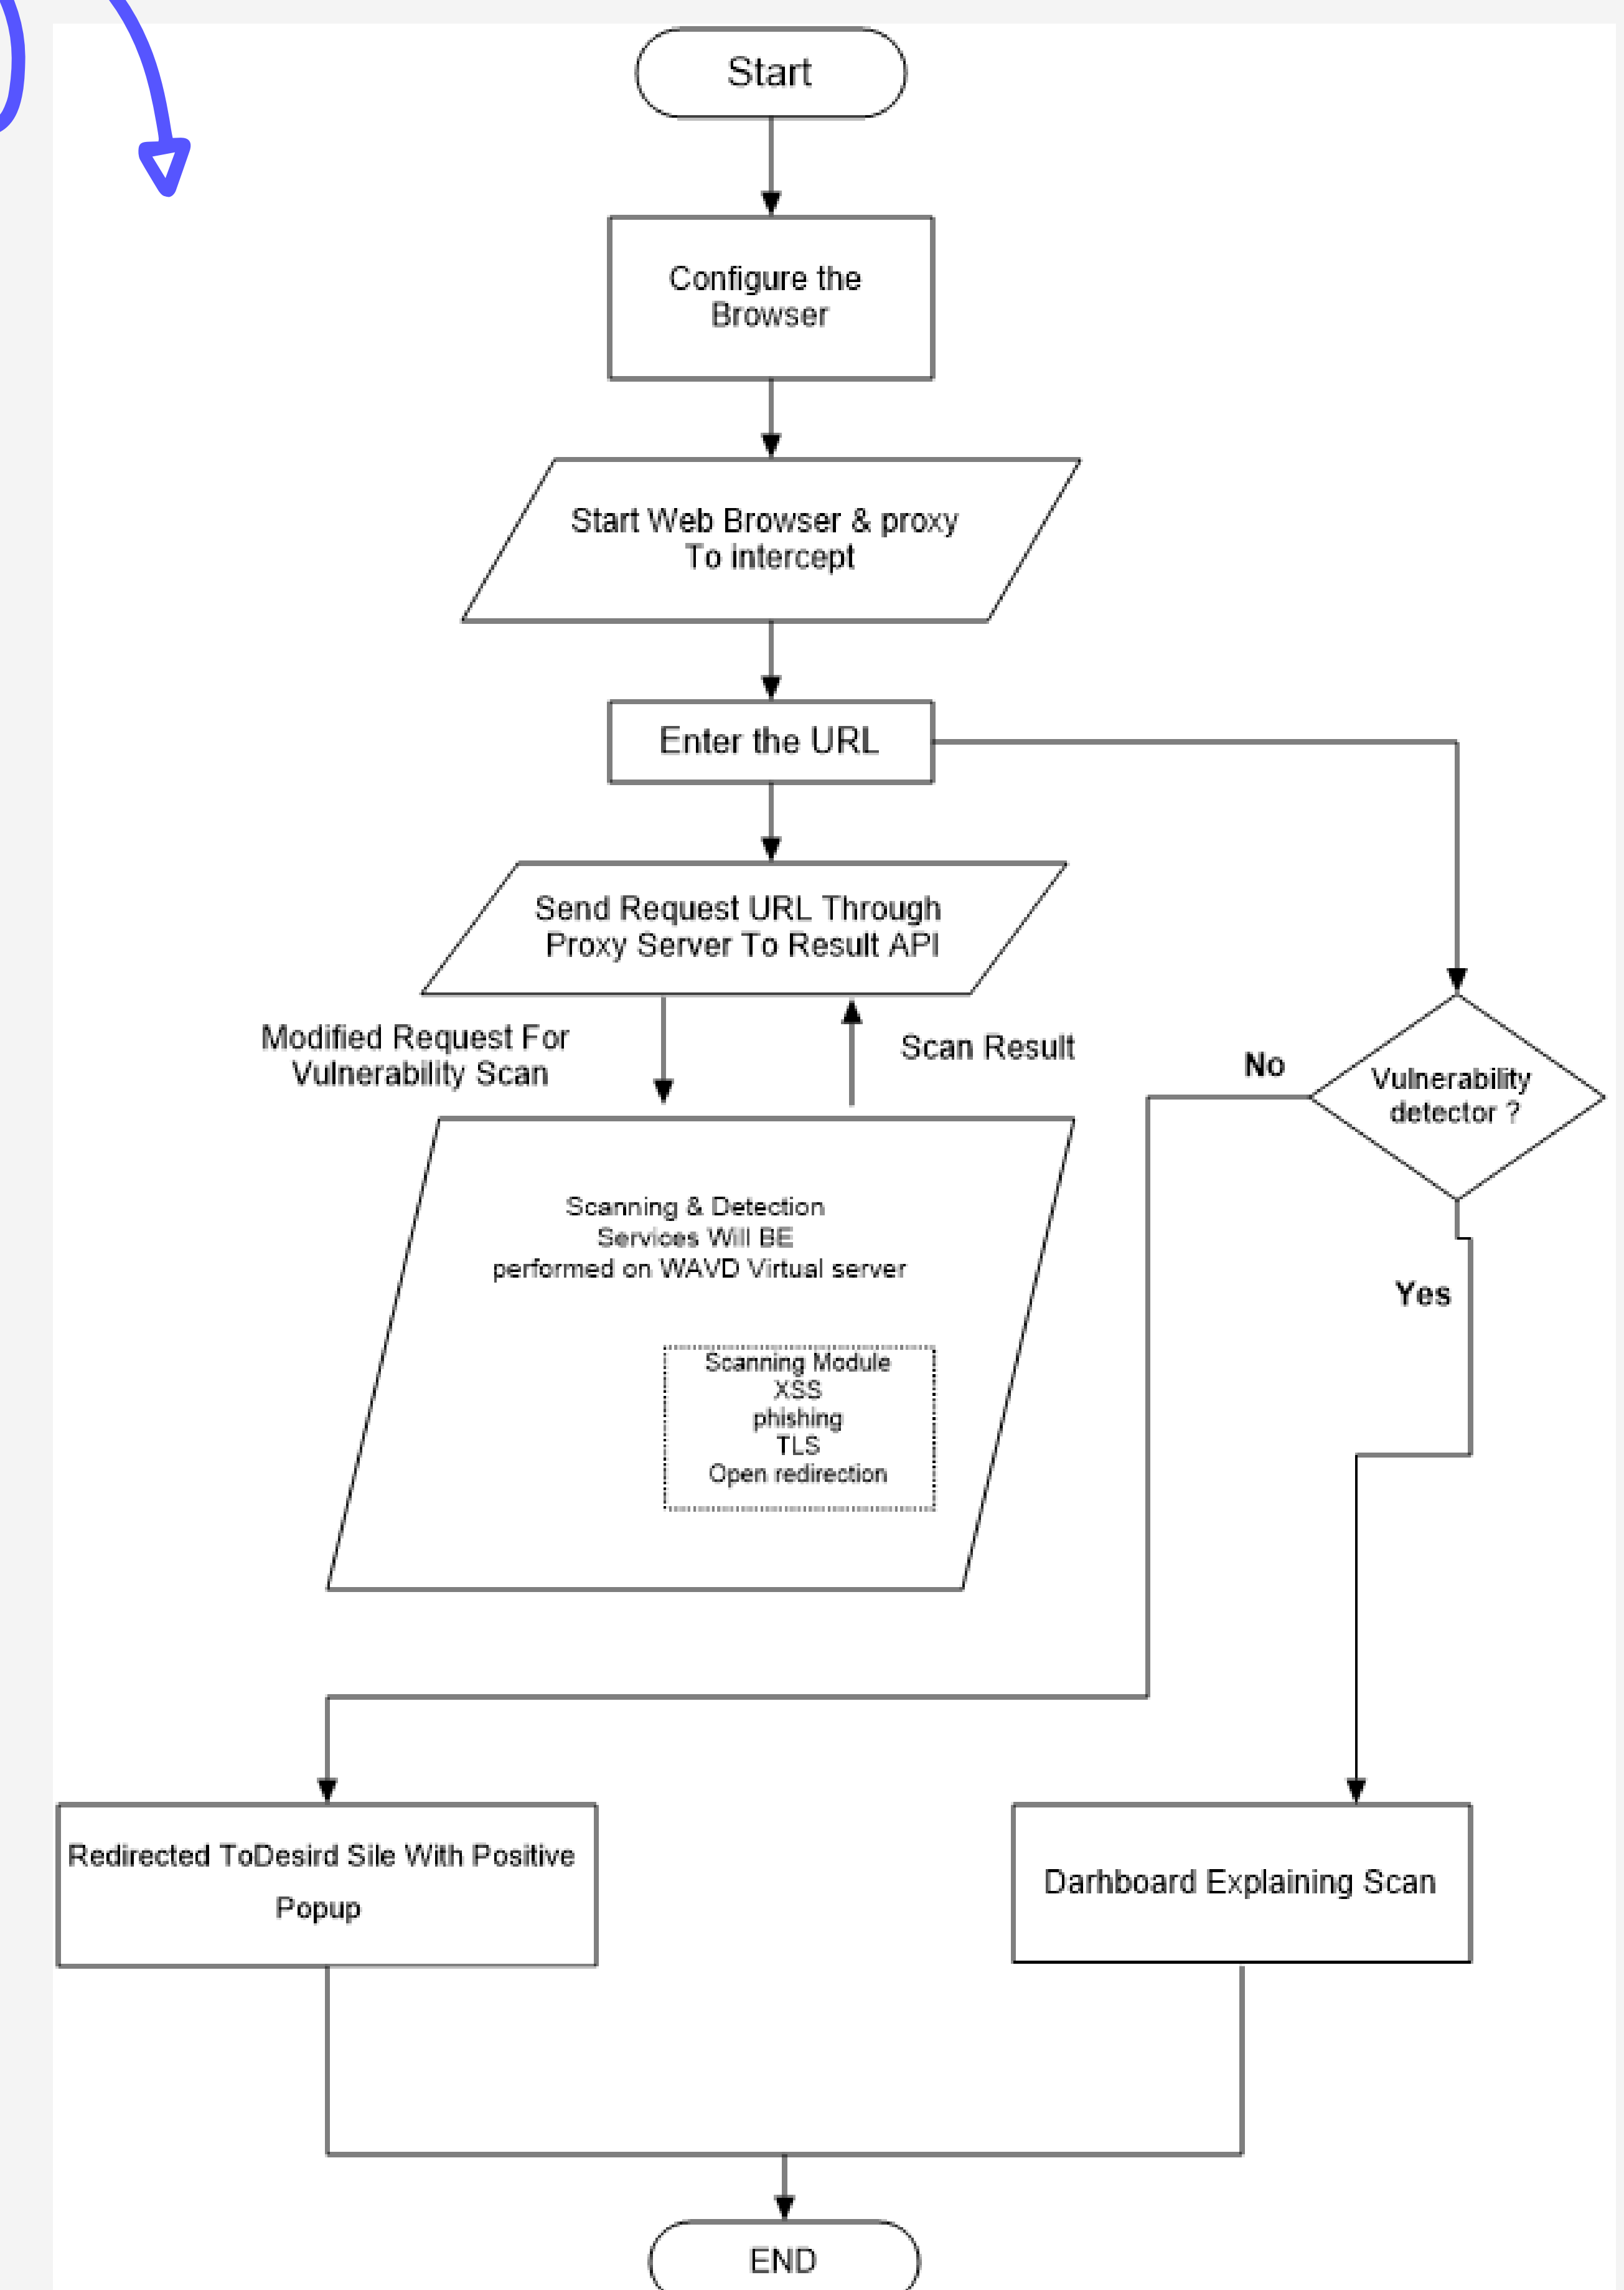 Start
Configure the
Browser
Start Web Browser & proxy
To intercept
Enter the URL
Send Request URL Through
Proxy Server To Result API
Modified Request For
Vulnerability Scan
Scan Result
No
Vulnerability
detector ?
Yes
Scanning & Detection
Services Will BE
performed on WAVD Virtual server
Scanning Module
XSS
phishing
TLS
Open redirection
Redirected ToDesird Sile With Positive
Popup
Darhboard Explaining Scan
END